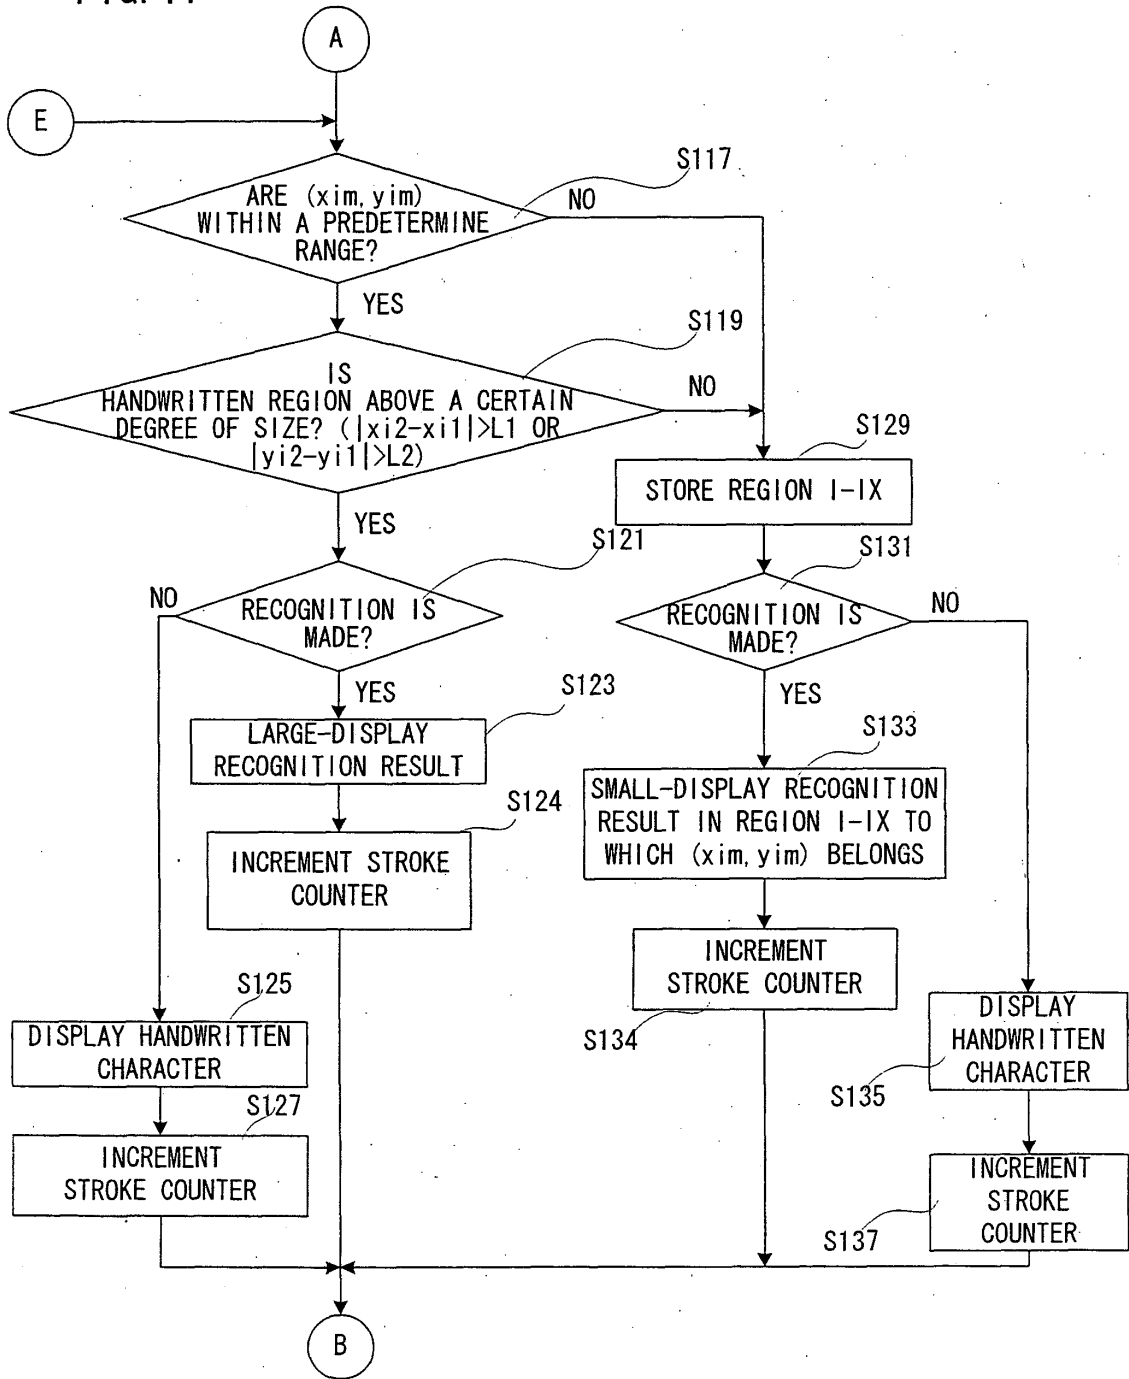 A
E
S117
ARE (xim, yim)
WITHIN A PREDETERMINE
RANGE?
NO
YES
S119
IS
HANDWRITTEN REGION ABOVE A CERTAIN
DEGREE OF SIZE? (|xi2-xi1|>L1 OR
|yi2-yi1|>L2)
NO
S129
STORE REGION I-IX
YES
S121
S131
NO
RECOGNITION IS
MADE?
RECOGNITION IS
MADE?
NO
YES
S123
YES
LARGE-DISPLAY
RECOGNITION RESULT
S133
SMALL-DISPLAY RECOGNITION
RESULT IN REGION I-IX TO
WHICH (xim, yim) BELONGS
S124
INCREMENT STROKE
COUNTER
INCREMENT
STROKE COUNTER
S134
S125
DISPLAY HANDWRITTEN
CHARACTER
DISPLAY
HANDWRITTEN
CHARACTER
S135
S127
INCREMENT
STROKE COUNTER
INCREMENT
STROKE
COUNTER
S137
B